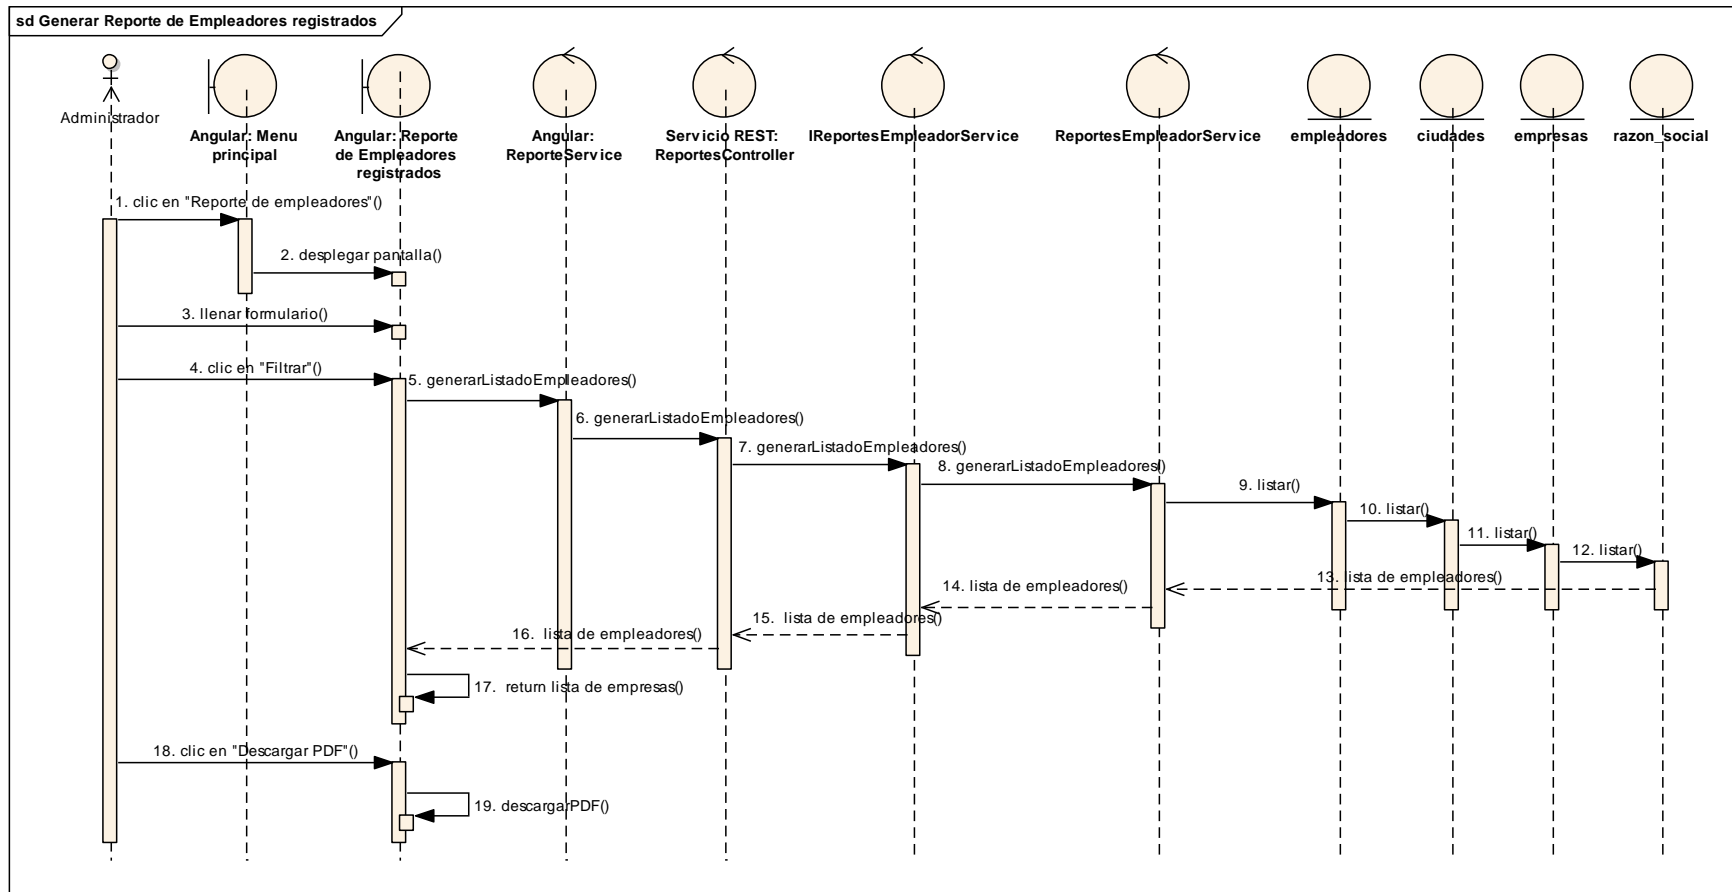 sd Generar Reporte de Empleadores registrados
Administrador
Angular: Menu
principal
Angular: Reporte
de Empleadores
registrados
Angular:
ReporteService
Servicio REST:
ReportesController
IReportesEmpleadorService
ReportesEmpleadorService
empleadores
ciudades
empresas
razon_social
1. clic en "Reporte de empleadores"()
2. desplegar pantalla()
3. llenar formulario()
4. clic en "Filtrar"()
5. generarListadoEmpleadores()
6. generarListadoEmpleadores()
7. generarListadoEmpleadores()
8. generarListadoEmpleadores()
9. listar()
10. listar()
11. listar()
12. listar()
13. lista de empleadores()
14. lista de empleadores()
15. lista de empleadores()
16. lista de empleadores()
17. return lista de empresas()
18. clic en "Descargar PDF"()
19. descargarPDF()